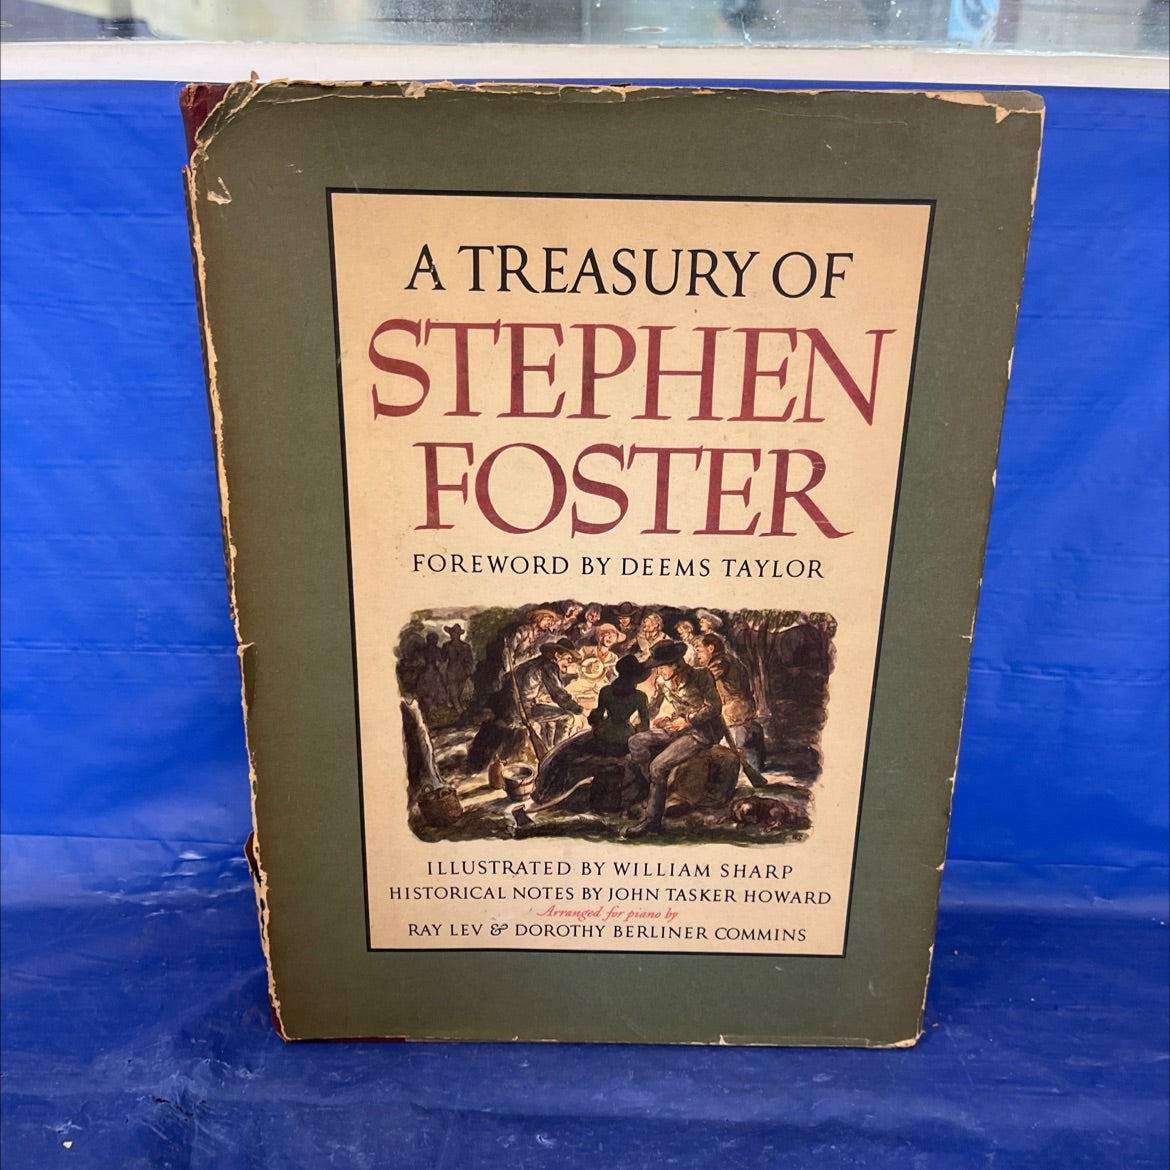 A TREASURY OF
STEPHEN
FOSTER
FOREWORD BY DEEMS TAYLOR
ILLUSTRATED BY WILLIAM SHARP
HISTORICAL NOTES BY JOHN TASKER HOWARD
Arranged for piano by
RAY LEV & DOROTHY BERLINER COMMINS